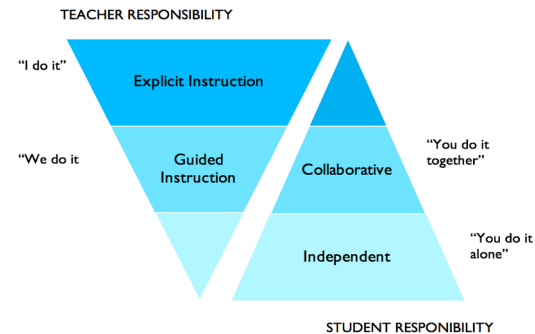 TEACHER RESPONSIBILITY
“I do it”
Explicit Instruction
“We do it
Guided
Instruction
Collaborative
“You do it
together”
Independent
“You do it
alone”
STUDENT RESPONIBILITY